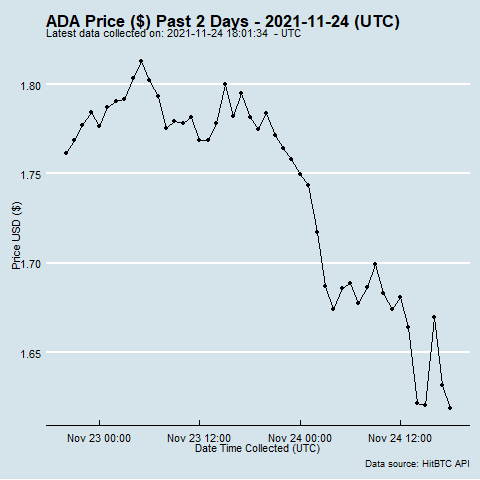 ADA Price ($) Past 2 Days - 2021-11-24 (UTC)
Latest data collected on: 2021-11-24 18:01:34 - UTC
1.80
1.75
1.70
1.65
Price USD ($)
Nov 23 00:00 Nov 23 12:00 Nov 24 00:00 Nov 24 12:00
Date Time Collected (UTC)
Data source: HitBTC API